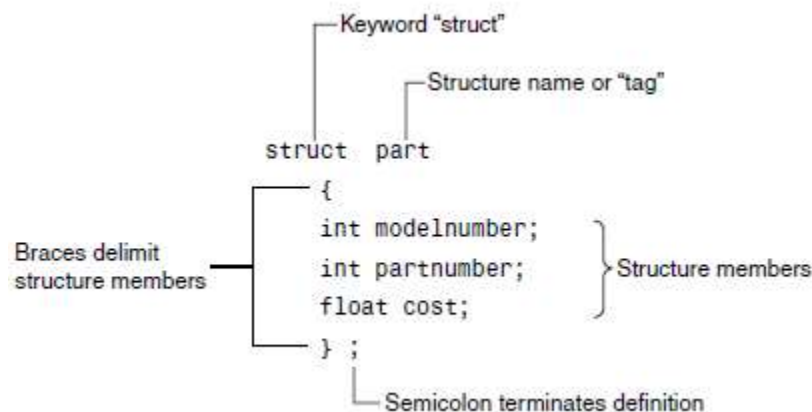 Keyword “struct”
Structure name or “tag”
struct part
{
int modelnumber;
Braces delimit
structure members
int partnumber;
Structure members
float cost;
} ;
Semicolon terminates definition